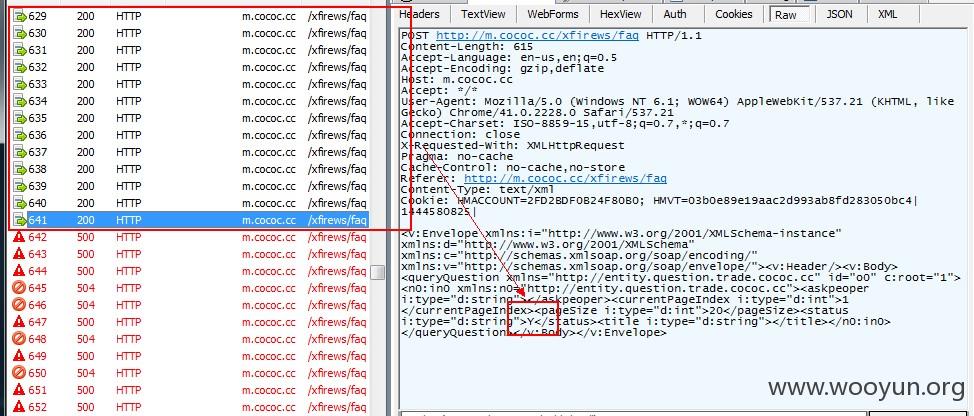 Headers TextView WebForms HexView Auth Cookies Raw JSON XML
629 200 HTTP m.cococ.cc /xfirews/faq
630 200 HTTP m.cococ.cc /xfirews/faq
631 200 HTTP m.cococ.cc /xfirews/faq
632 200 HTTP m.cococ.cc /xfirews/faq
633 200 HTTP m.cococ.cc /xfirews/faq
634 200 HTTP m.cococ.cc /xfirews/faq
635 200 HTTP m.cococ.cc /xfirews/faq
636 200 HTTP m.cococ.cc /xfirews/faq
637 200 HTTP m.cococ.cc /xfirews/faq
638 200 HTTP m.cococ.cc /xfirews/faq
639 200 HTTP m.cococ.cc /xfirews/faq
640 200 HTTP m.cococ.cc /xfirews/faq
641 200 HTTP m.cococ.cc /xfirews/faq
642 500 HTTP m.cococ.cc /xfirews/faq
643 500 HTTP m.cococ.cc /xfirews/faq
644 500 HTTP m.cococ.cc /xfirews/faq
645 504 HTTP m.cococ.cc /xfirews/faq
646 504 HTTP m.cococ.cc /xfirews/faq
647 500 HTTP m.cococ.cc /xfirews/faq
648 504 HTTP m.cococ.cc /xfirews/faq
649 500 HTTP m.cococ.cc /xfirews/faq
650 504 HTTP m.cococ.cc /xfirews/faq
651 500 HTTP m.cococ.cc /xfirews/faq
652 500 HTTP m.cococ.cc /xfirews/faq
POST http://m.cococ.cc/xfirews/faq HTTP/1.1
Content-Length: 615
Accept-Language: en-us,en;q=0.5
Accept-Encoding: gzip,deflate
Host: m.cococ.cc
Accept: */*
User-Agent: Mozilla/5.0 (Windows NT 6.1; WOW64) AppleWebKit/537.21 (KHTML, like
Gecko) Chrome/41.0.2228.0 Safari/537.21
Accept-Charset: ISO-8859-15,utf-8;q=0.7,*;q=0.7
Connection: close
X-Requested-With: XMLHttpRequest
Pragma: no-cache
Cache-Control: no-cache,no-store
Referer: http://m.cococ.cc/xfirews/faq
Content-Type: text/xml
Cookie: HMACCOUNT=2FD2BDF0B24F80B0; HMVT=03b0e89e19aac2d993ab8fd283050bc4|
1444580825|
<v:Envelope xmlns:i="http://www.w3.org/2001/XMLSchema-instance"
xmlns:d="http://www.w3.org/2001/XMLSchema"
xmlns:c="http://schemas.xmlsoap.org/soap/encoding/"
xmlns:v="http://schemas.xmlsoap.org/soap/envelope/"><v:Header/><v:Body>
<queryQuestion xmlns="http://entity.question.trade.cococ.cc" id="o0" c:root="1">
<n0:in0 xmlns:n0="http://entity.question.trade.cococ.cc"><askpeoper
i:type="d:string"></askpeoper><currentPageIndex i:type="d:int">1
</currentPageIndex><pageSize i:type="d:int">20</pageSize><status
i:type="d:string">Y</status><title i:type="d:string"></title></n0:in0>
</queryQuestion></v:Body></v:Envelope>
www.wooyun.org